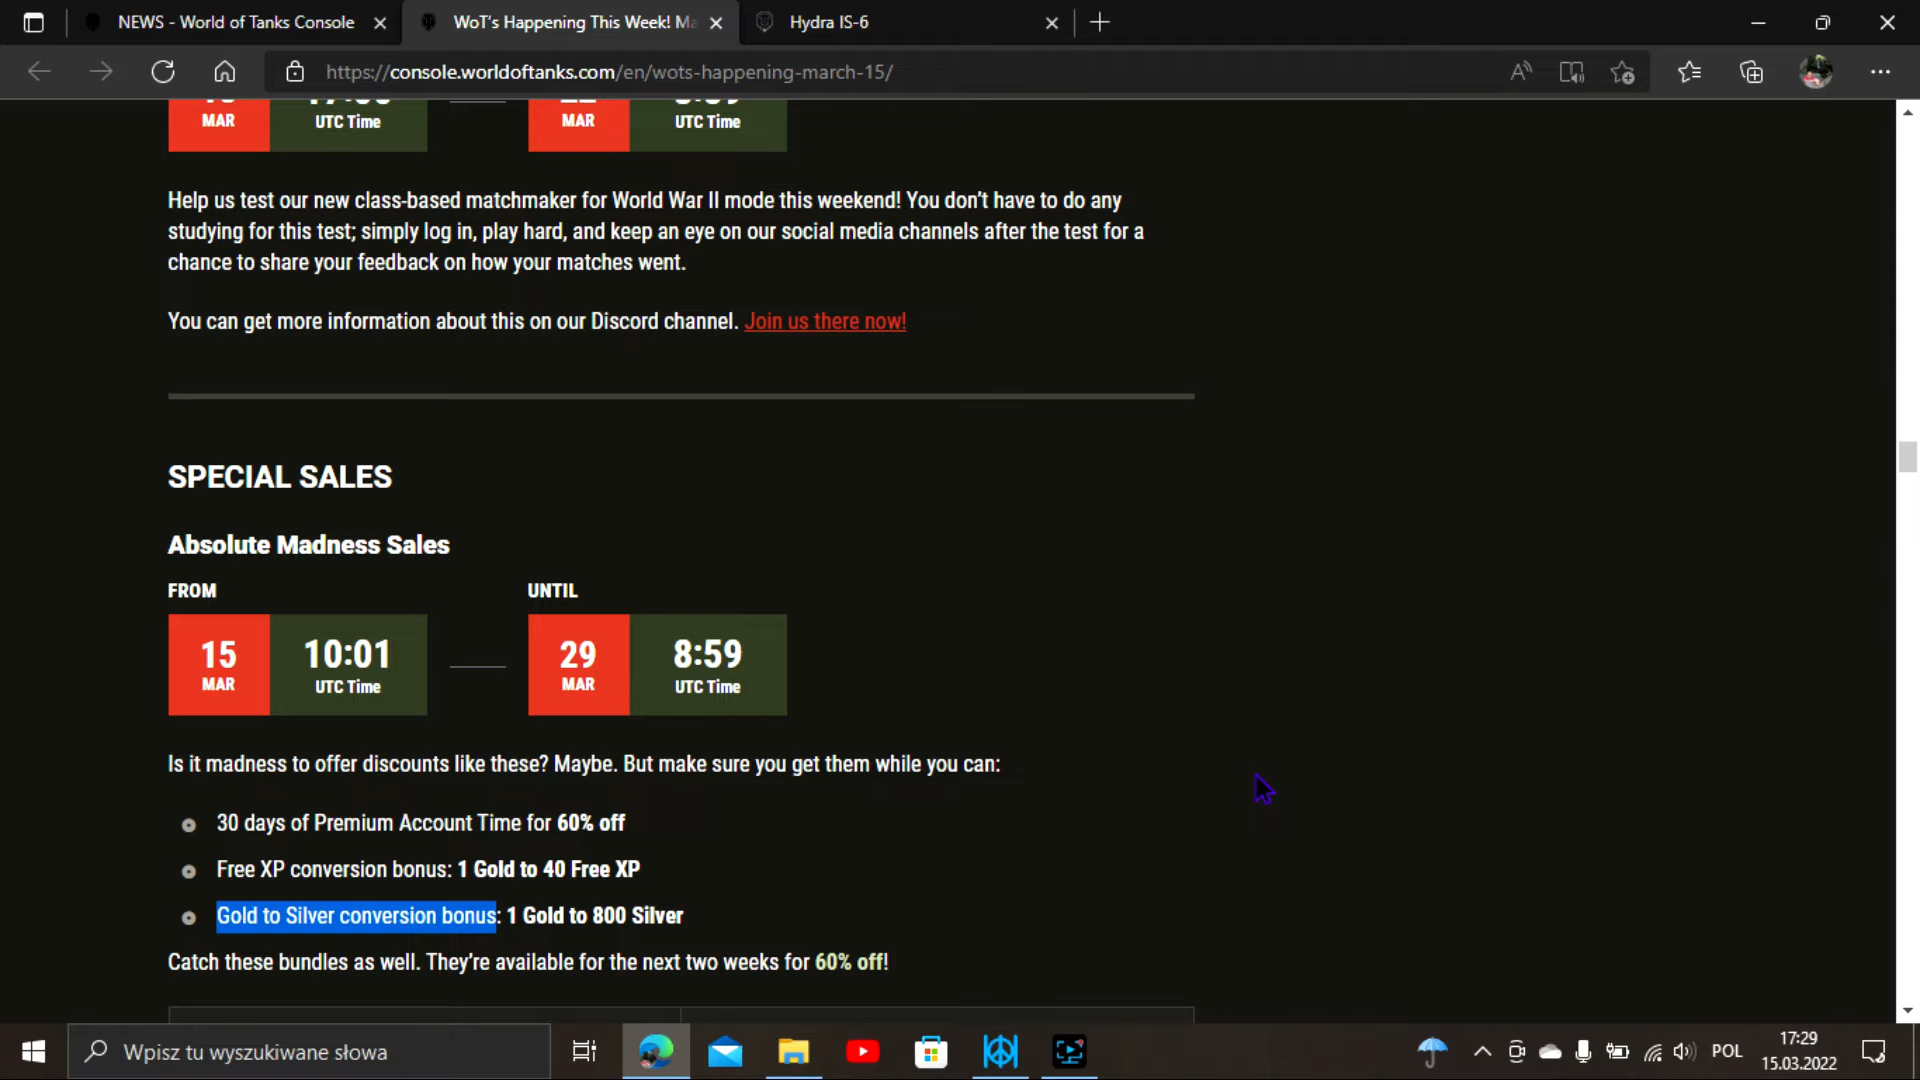 NEWS - World of Tanks Console
WoT's Happening This Week! Ma
Hydra IS-6
https://console.worldoftanks.com/en/wots-happening-march-15/
MAR
UTC Time
MAR
UTC Time
Help us test our new class-based matchmaker for World War II mode this weekend! You don't have to do any
studying for this test; simply log in, play hard, and keep an eye on our social media channels after the test for a
chance to share your feedback on how your matches went.
You can get more information about this on our Discord channel. Join us there now!
SPECIAL SALES
Absolute Madness Sales
FROM
UNTIL
15
MAR
10:01
UTC Time
29
MAR
8:59
UTC Time
Is it madness to offer discounts like these? Maybe. But make sure you get them while you can:
30 days of Premium Account Time for 60% off
Free XP conversion bonus: 1 Gold to 40 Free XP
Gold to Silver conversion bonus: 1 Gold to 800 Silver
Catch these bundles as well. They're available for the next two weeks for 60% off!
Wpisz tu wyszukiwane słowa
POL
17:29
15.03.2022